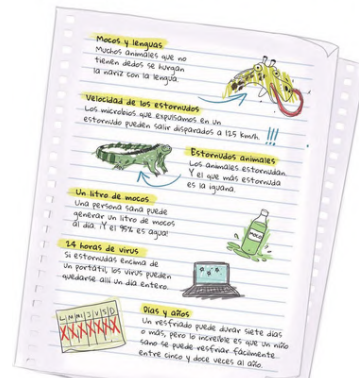 Mocos y lenguas
Muchos animales que no
tienen dedos se hurgan
la nariz con la lengua.
Velocidad de los estornudos
Los microbios que expulsamos en un
estornudo pueden salir disparados a 125 km/h.
!!!
Estornudos animales
Los animales estornudan.
Y el que más estornuda
es la iguana.
Un litro de mocos
Una persona sana puede
generar un litro de mocos
al día. ¡Y el 95% es agua!
MOCO
24 horas de virus
Si estornudas encima de
un portátil, los virus pueden
quedarse allí un día entero.
L M M J V S D
XXXXXXX
Días y años
Un resfriado puede durar siete días
o más, pero lo increíble es que un niño
sano se puede resfriar fácilmente
entre cinco y doce veces al año.